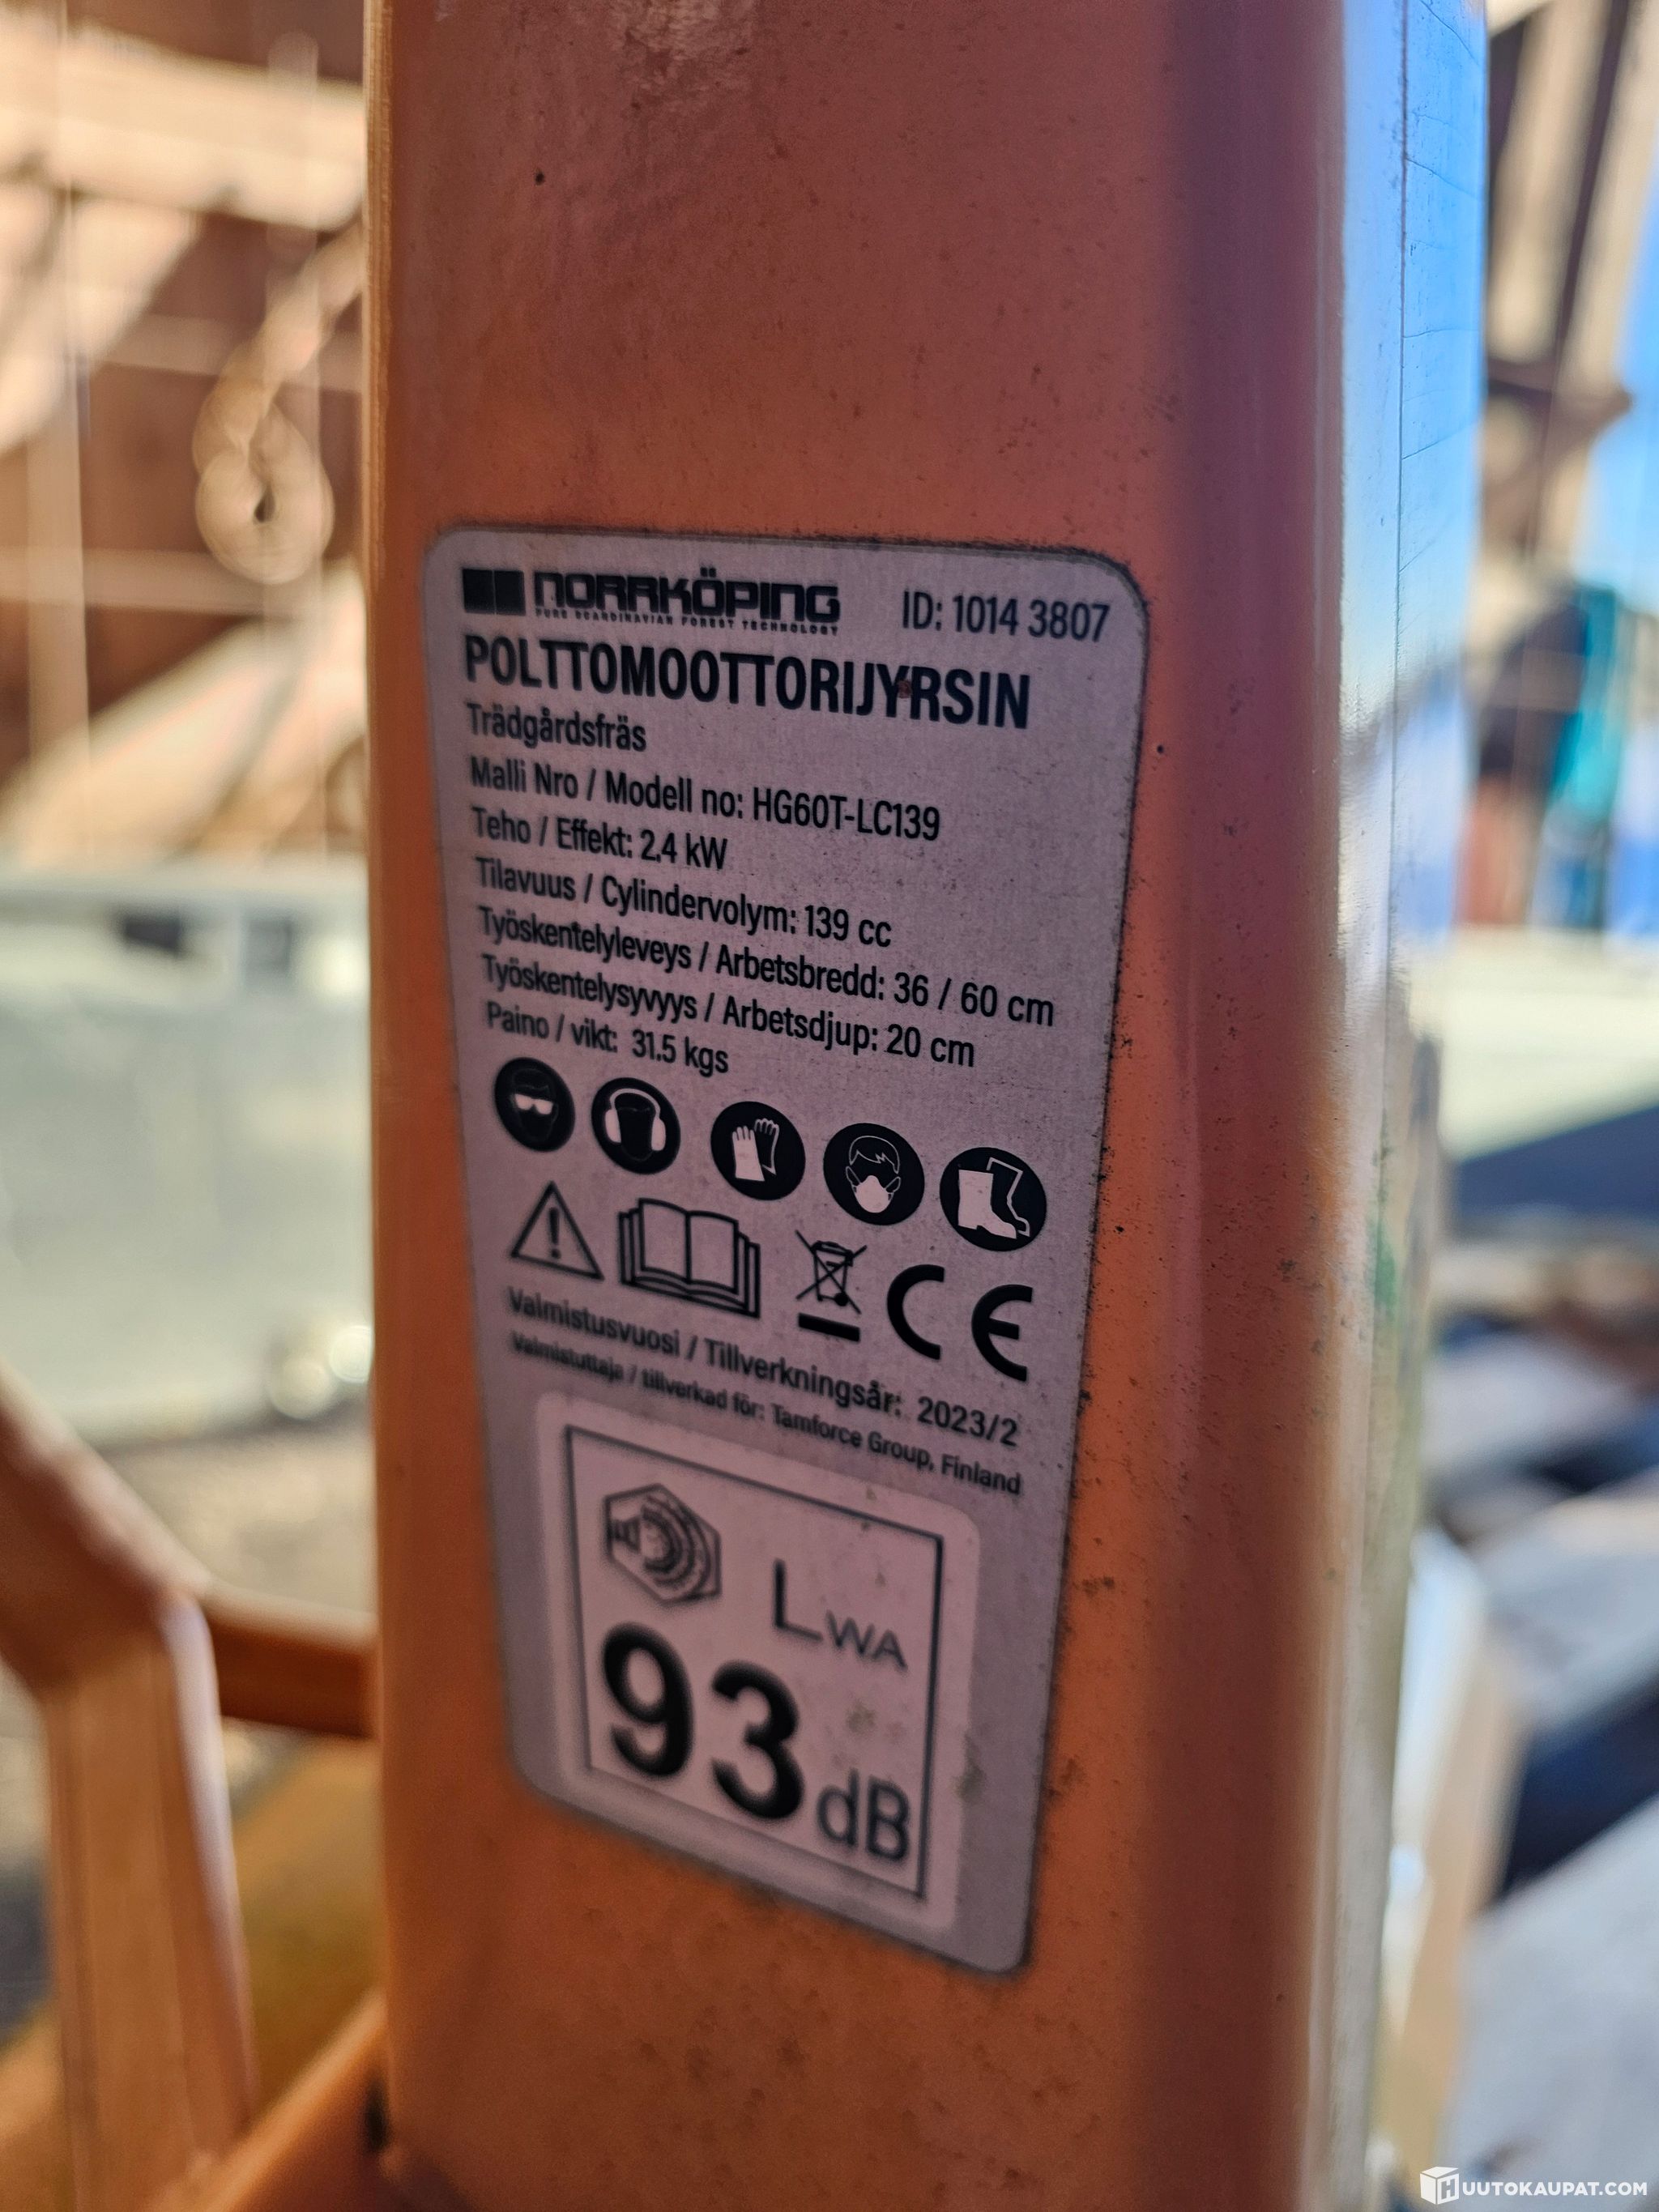 NORRKÖPING ID: 1014 3807
PURE SCANDINAVIAN FOREST TECHNOLOGY
POLTTOMOOTTORIJYRSIN
Trädgårdsfräs
Malli Nro / Modell no: HG60T-LC139
Teho / Effekt: 2.4 kW
Tilavuus / Cylindervolym: 139 cc
Työskentelyleveys / Arbetsbredd: 36 / 60 cm
Työskentelysyvyys / Arbetsdjup: 20 cm
Paino / vikt: 31.5 kgs
CE
Valmistusvuosi / Tillverkningsår: 2023/2
Valmistuttaja / tillverkad för: Tamforce Group, Finland
LWA
93 dB
HUUTOKAUPAT.COM